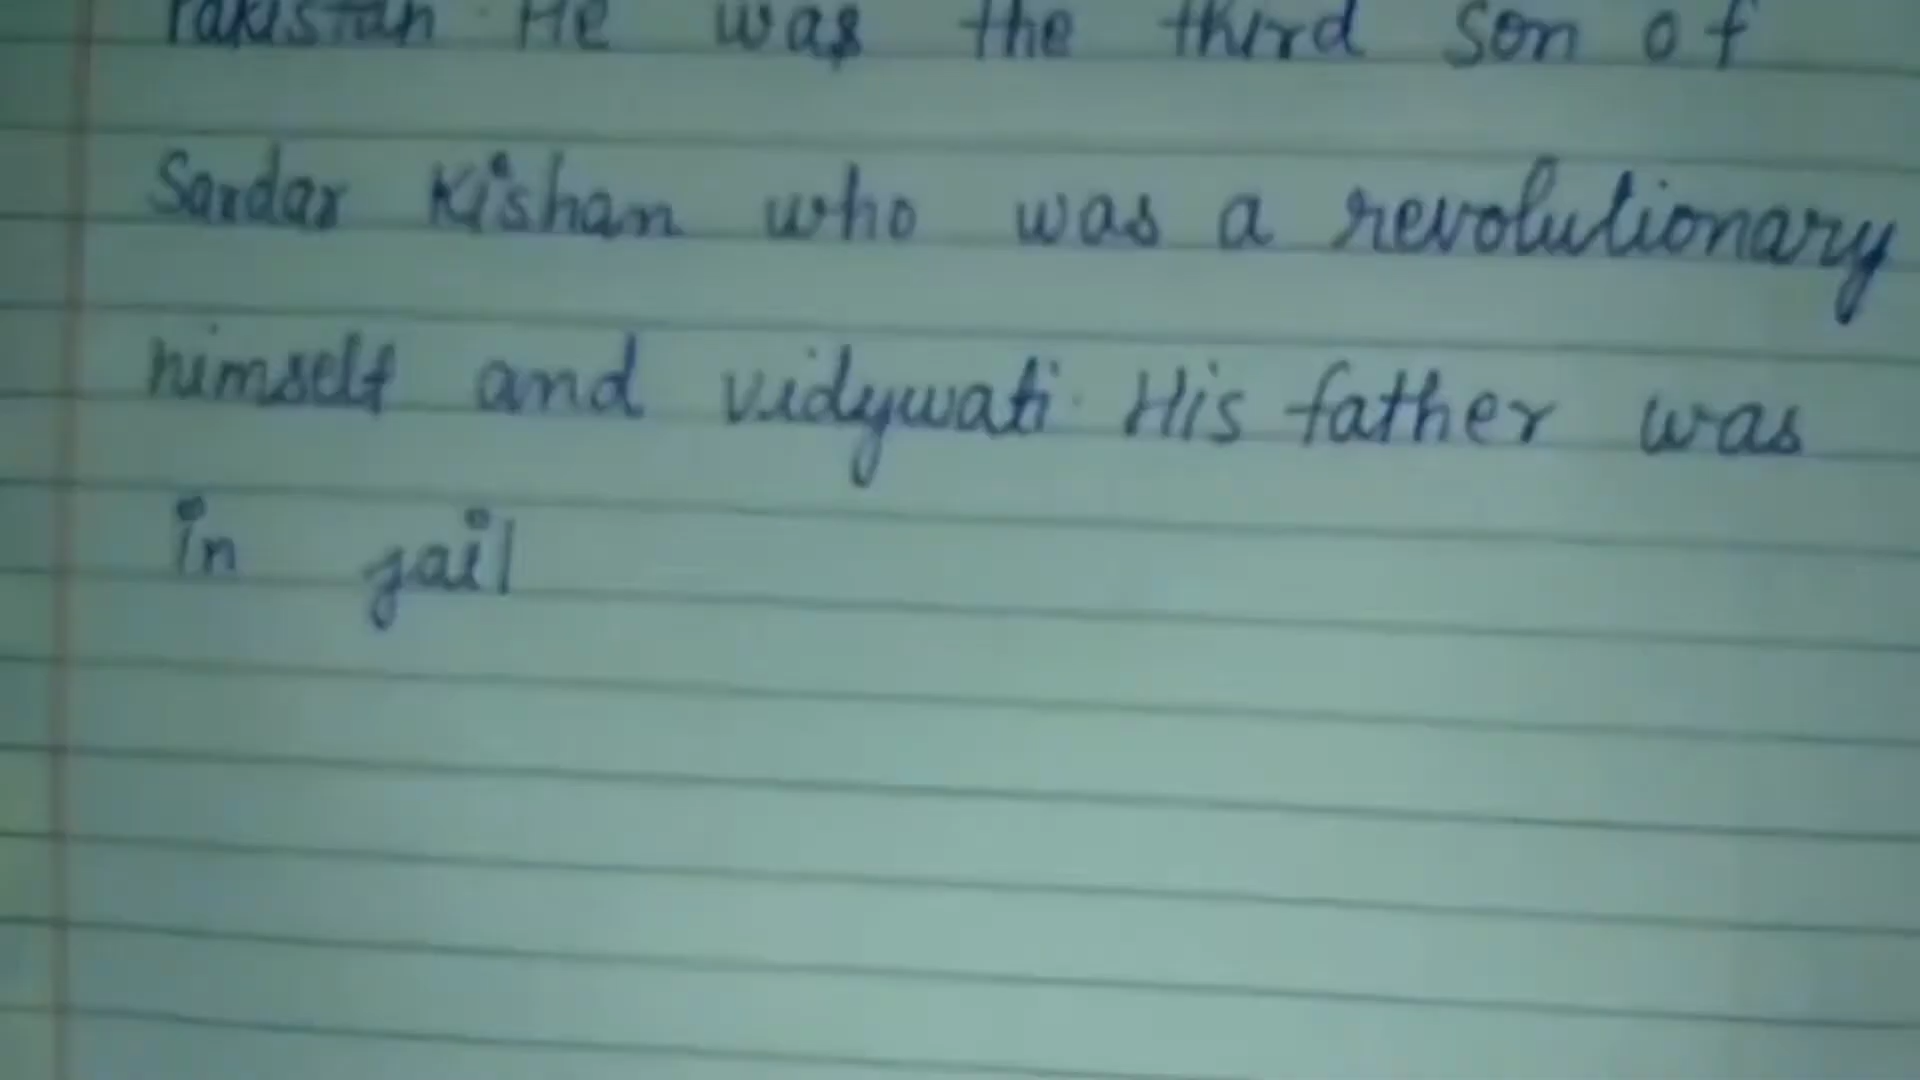 Pakistan. He was the third son of
Sardar Kishan who was a revolutionary
himself and vidywati. His father was
in jail